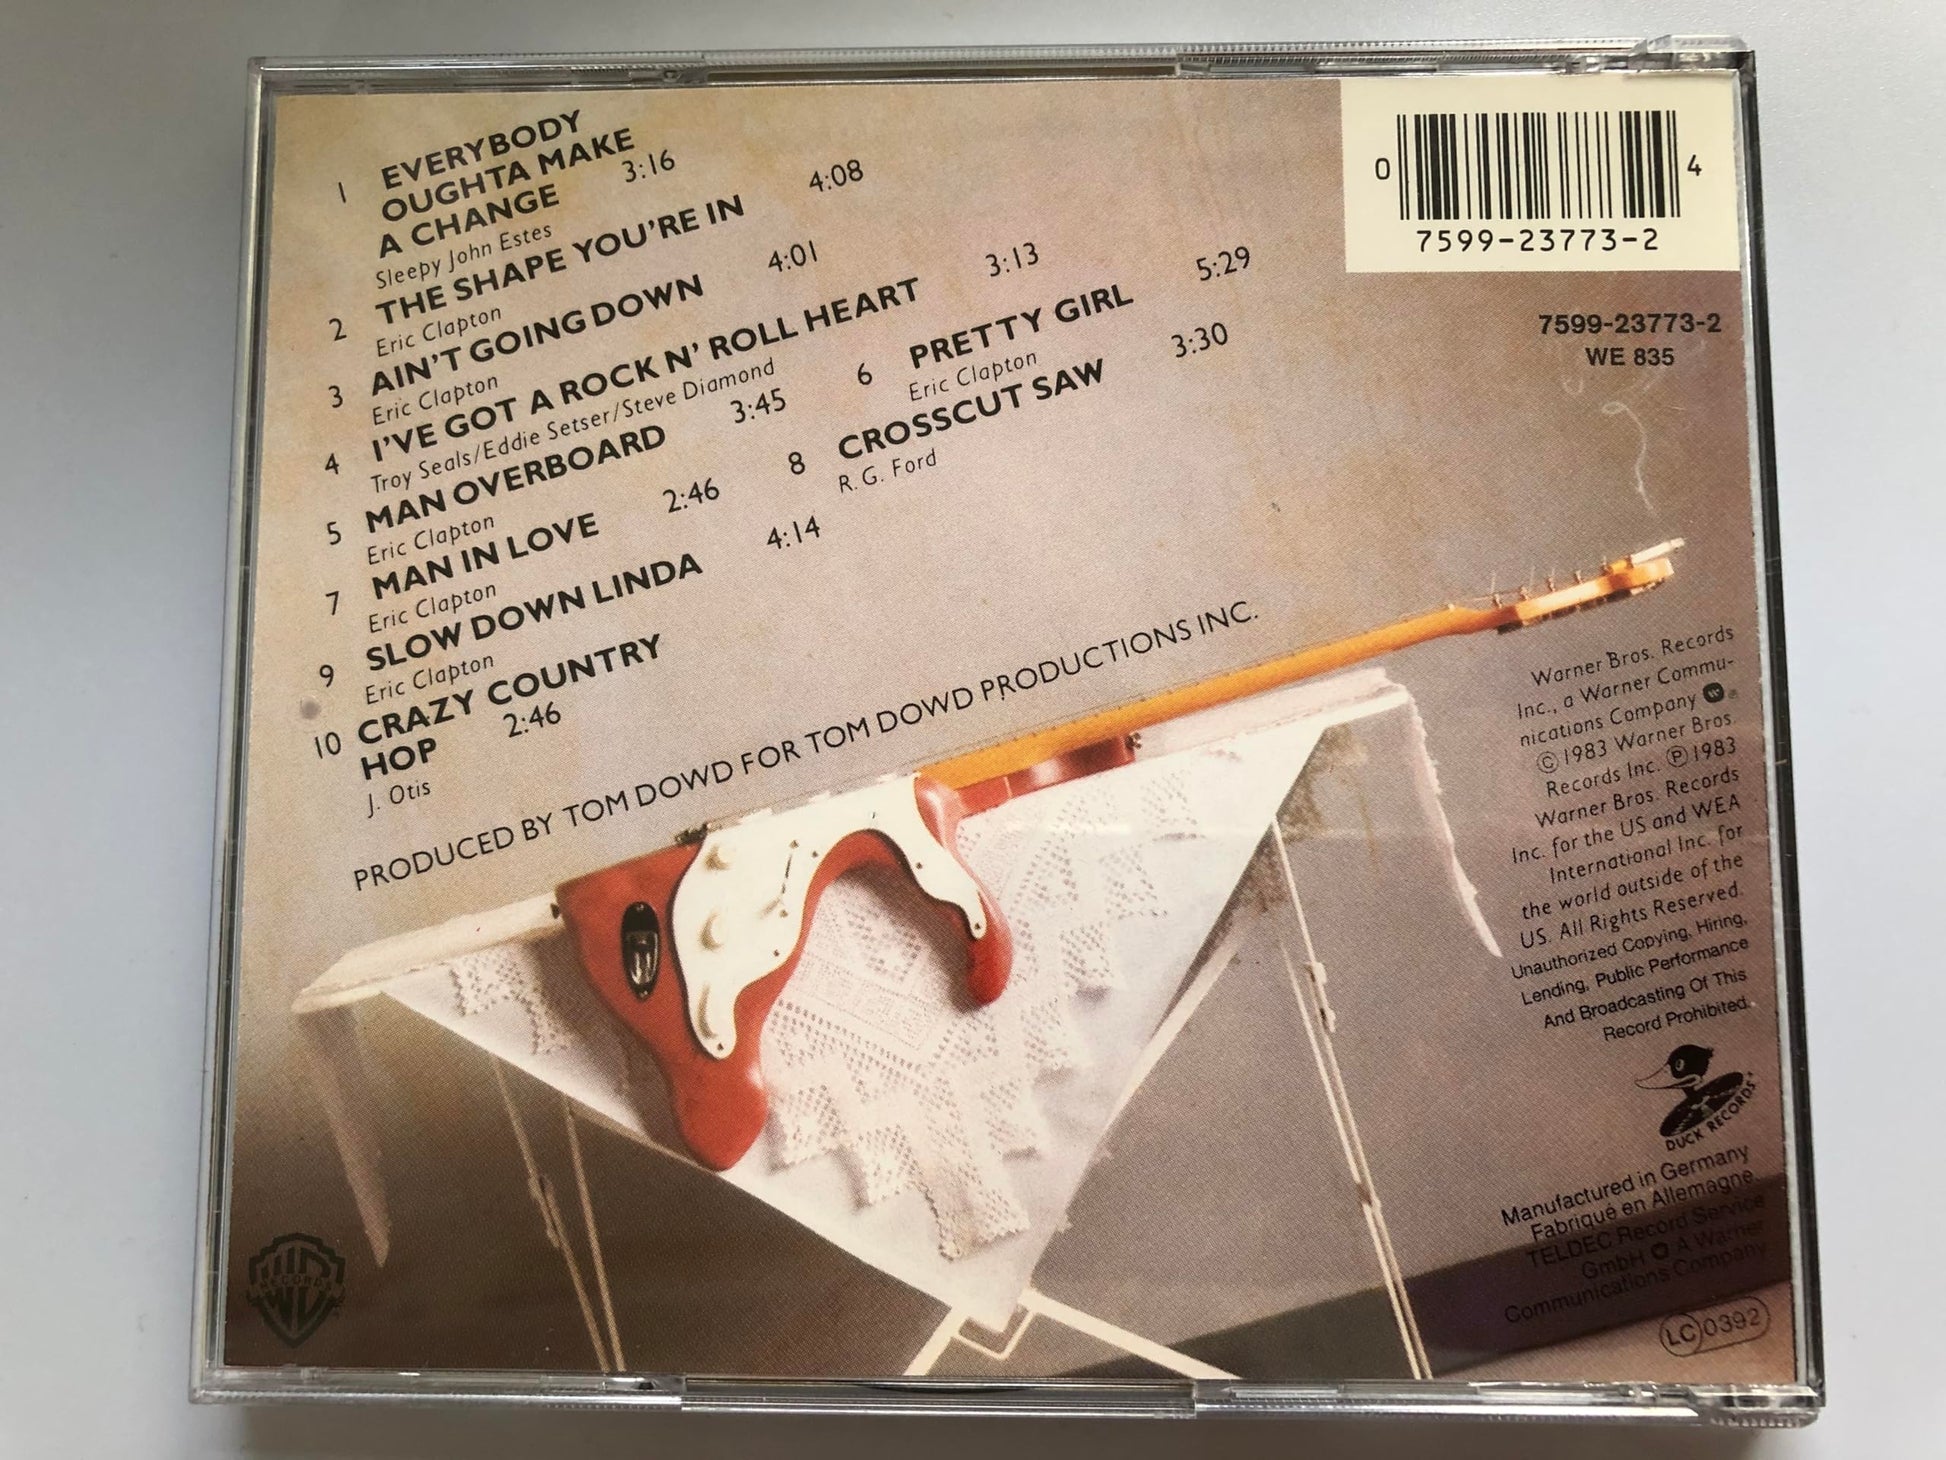 1 EVERYBODY
OUGHTA MAKE
A CHANGE 3:16
Sleepy John Estes
2 THE SHAPE YOU'RE IN 4:08
Eric Clapton
3 AIN'T GOING DOWN 4:01
Eric Clapton
4 I'VE GOT A ROCK N' ROLL HEART 3:13
Troy Seals/Eddie Setser/Steve Diamond
5 MAN OVERBOARD 3:45
Eric Clapton
6 PRETTY GIRL 5:29
Eric Clapton
7 MAN IN LOVE 2:46
Eric Clapton
8 CROSSCUT SAW 3:30
R. G. Ford
9 SLOW DOWN LINDA 4:14
Eric Clapton
10 CRAZY COUNTRY
HOP 2:46
J. Otis
PRODUCED BY TOM DOWD FOR TOM DOWD PRODUCTIONS INC.
0 4
7599-23773-2
7599-23773-2
WE 835
Warner Bros. Records
Inc., a Warner Commu-
nications Company
© 1983 Warner Bros.
Records Inc. ℗ 1983
Warner Bros. Records
Inc. for the US and WEA
International Inc. for
the world outside of the
US. All Rights Reserved.
Unauthorized Copying, Hiring,
Lending, Public Performance
And Broadcasting Of This
Record Prohibited.
DUCK RECORDS
Manufactured in Germany
Fabriqué en Allemagne
TELDEC Record Service
GmbH A Warner
Communications Company
LC 0392
WB
RECORDS